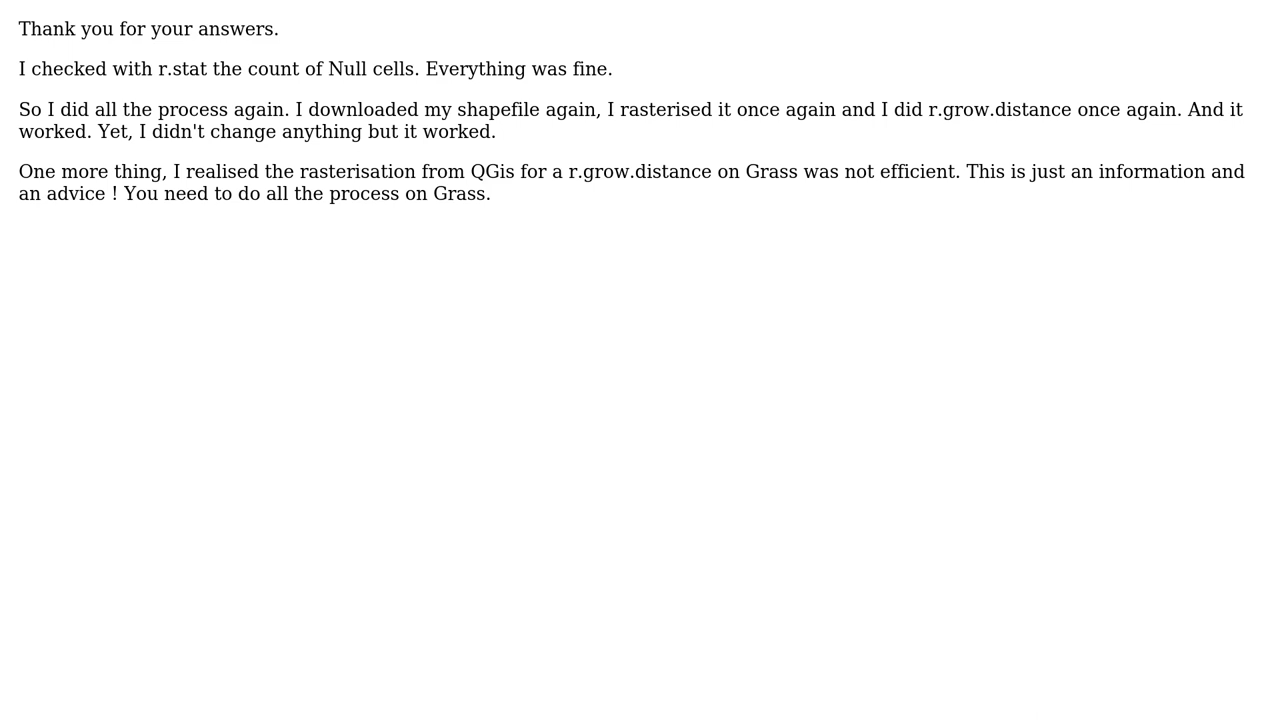 Thank you for your answers.
I checked with r.stat the count of Null cells. Everything was fine.
So I did all the process again. I downloaded my shapefile again, I rasterised it once again and I did r.grow.distance once again. And it
worked. Yet, I didn't change anything but it worked.
One more thing, I realised the rasterisation from QGis for a r.grow.distance on Grass was not efficient. This is just an information and
an advice ! You need to do all the process on Grass.